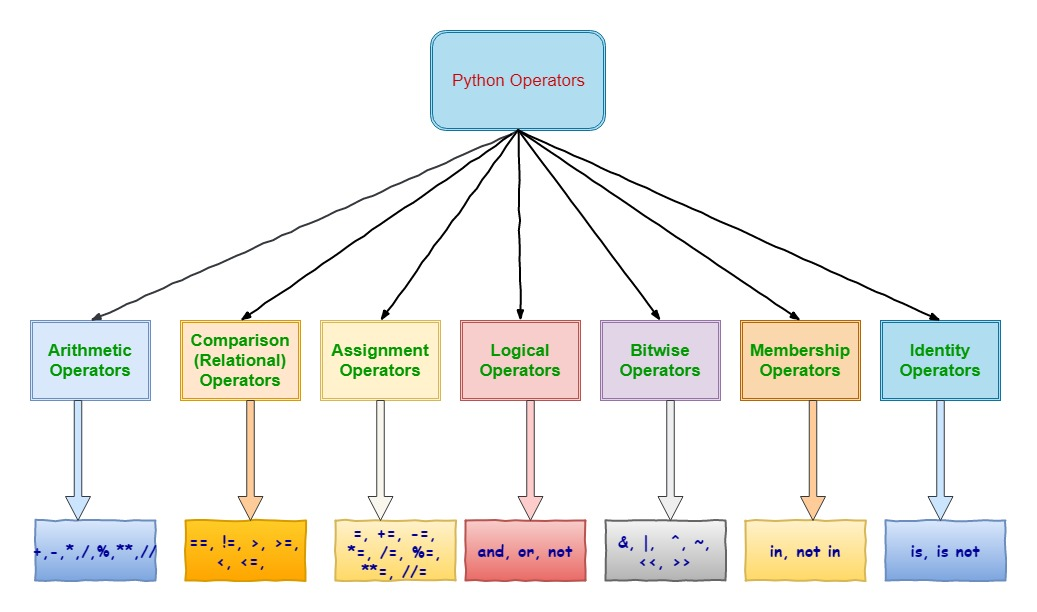 Python Operators
Arithmetic
Operators
Comparison
(Relational)
Operators
Assignment
Operators
Logical
Operators
Bitwise
Operators
Membership
Operators
Identity
Operators
+,-,*,/,%,**,//
==, !=, >, >=,
<, <=,
=, +=, -=,
*=, /=, %=,
**=, //=
and, or, not
&, |, ^, ~,
<<, >>
in, not in
is, is not